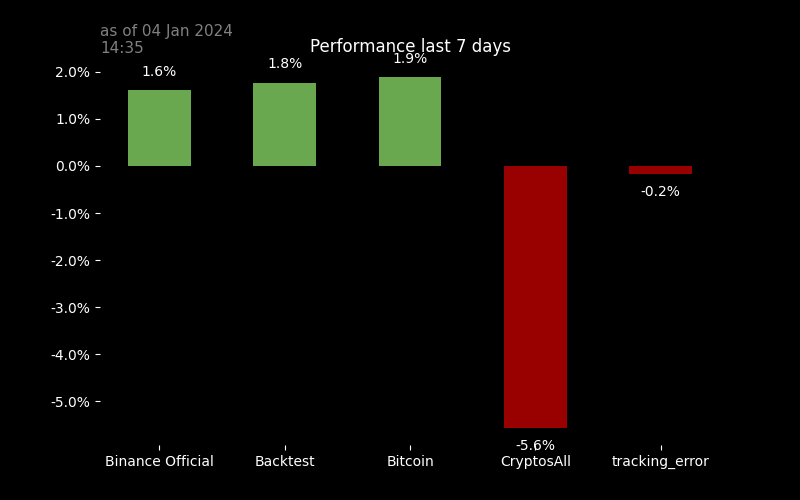 as of 04 Jan 2024
14:35
Performance last 7 days
2.0%
1.0%
0.0%
-1.0%
-2.0%
-3.0%
-4.0%
-5.0%
1.6%
1.8%
1.9%
-5.6%
-0.2%
Binance Official
Backtest
Bitcoin
CryptosAll
tracking_error